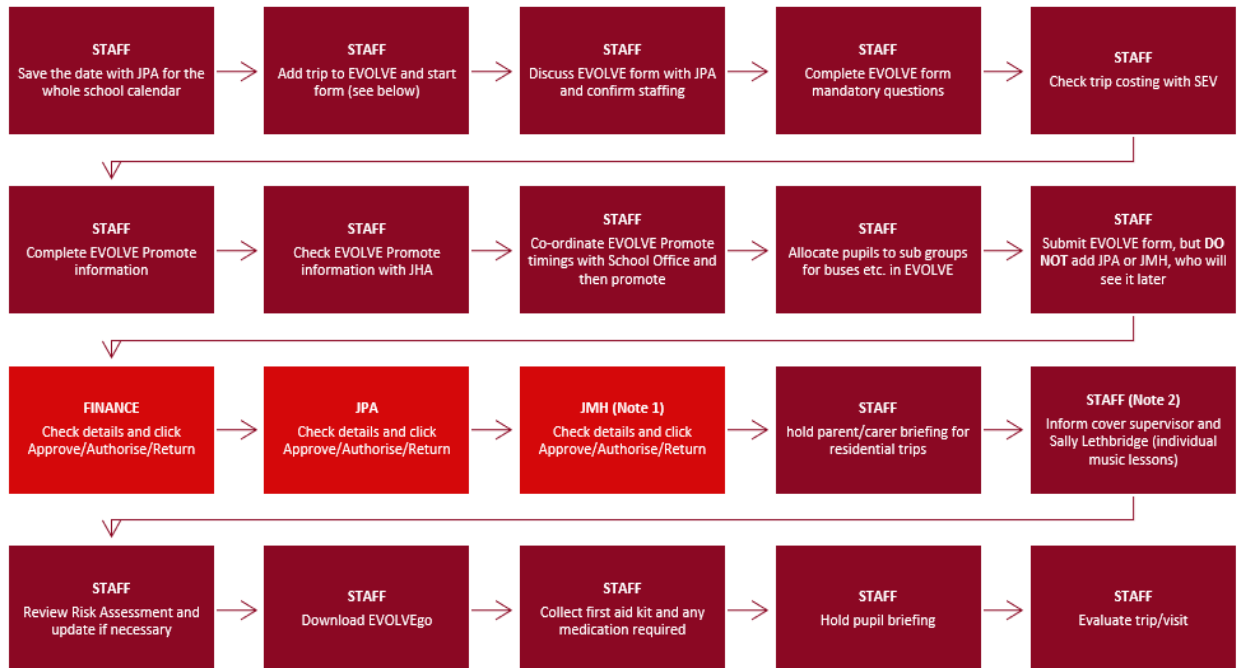 STAFF
Save the date with JPA for the
whole school calendar
STAFF
Add trip to EVOLVE and start
form (see below)
STAFF
Discuss EVOLVE form with JPA
and confirm staffing
STAFF
Complete EVOLVE form
mandatory questions
STAFF
Check trip costing with SEV
STAFF
Complete EVOLVE Promote
information
STAFF
Check EVOLVE Promote
information with JHA
STAFF
Co-ordinate EVOLVE Promote
timings with School Office and
then promote
STAFF
Allocate pupils to sub groups
for buses etc. in EVOLVE
STAFF
Submit EVOLVE form, but DO
NOT add JPA or JMH, who will
see it later
FINANCE
Check details and click
Approve/Authorise/Return
JPA
Check details and click
Approve/Authorise/Return
JMH (Note 1)
Check details and click
Approve/Authorise/Return
STAFF
hold parent/carer briefing for
residential trips
STAFF (Note 2)
Inform cover supervisor and
Sally Lethbridge (individual
music lessons)
STAFF
Review Risk Assessment and
update if necessary
STAFF
Download EVOLVEgo
STAFF
Collect first aid kit and any
medication required
STAFF
Hold pupil briefing
STAFF
Evaluate trip/visit